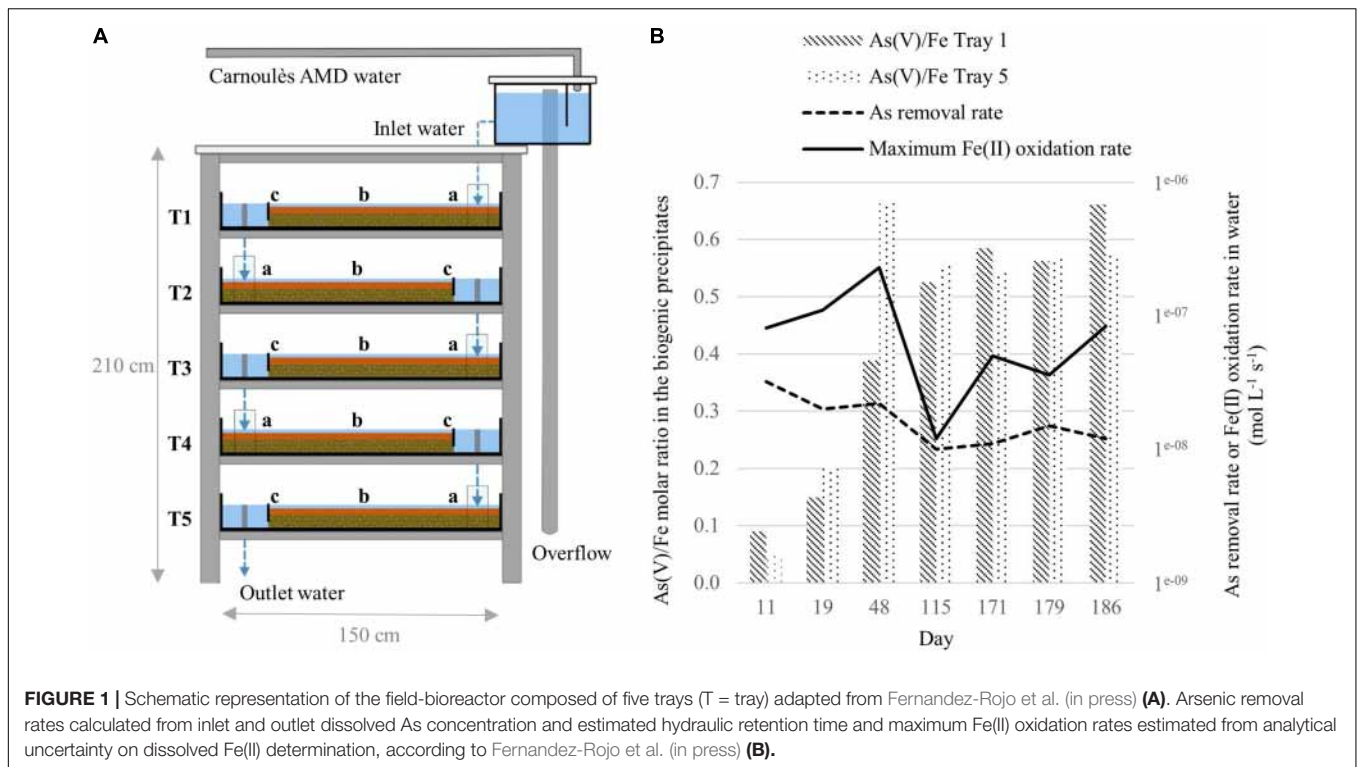 A
Carnoulès AMD water
Inlet water
c b a
T1
a b c
T2
c b a
T3
210 cm
a b c
T4
c b a
T5
Overflow
Outlet water
150 cm
B
As(V)/Fe Tray 1
As(V)/Fe Tray 5
As removal rate
Maximum Fe(II) oxidation rate
As(V)/Fe molar ratio in the biogenic precipitates
0.7
0.6
0.5
0.4
0.3
0.2
0.1
0.0
1e-06
1e-07
1e-08
1e-09
As removal rate or Fe(II) oxidation rate in water
(mol L-1 s-1)
11 19 48 115 171 179 186
Day
FIGURE 1 | Schematic representation of the field-bioreactor composed of five trays (T = tray) adapted from Fernandez-Rojo et al. (in press) (A). Arsenic removal
rates calculated from inlet and outlet dissolved As concentration and estimated hydraulic retention time and maximum Fe(II) oxidation rates estimated from analytical
uncertainty on dissolved Fe(II) determination, according to Fernandez-Rojo et al. (in press) (B).